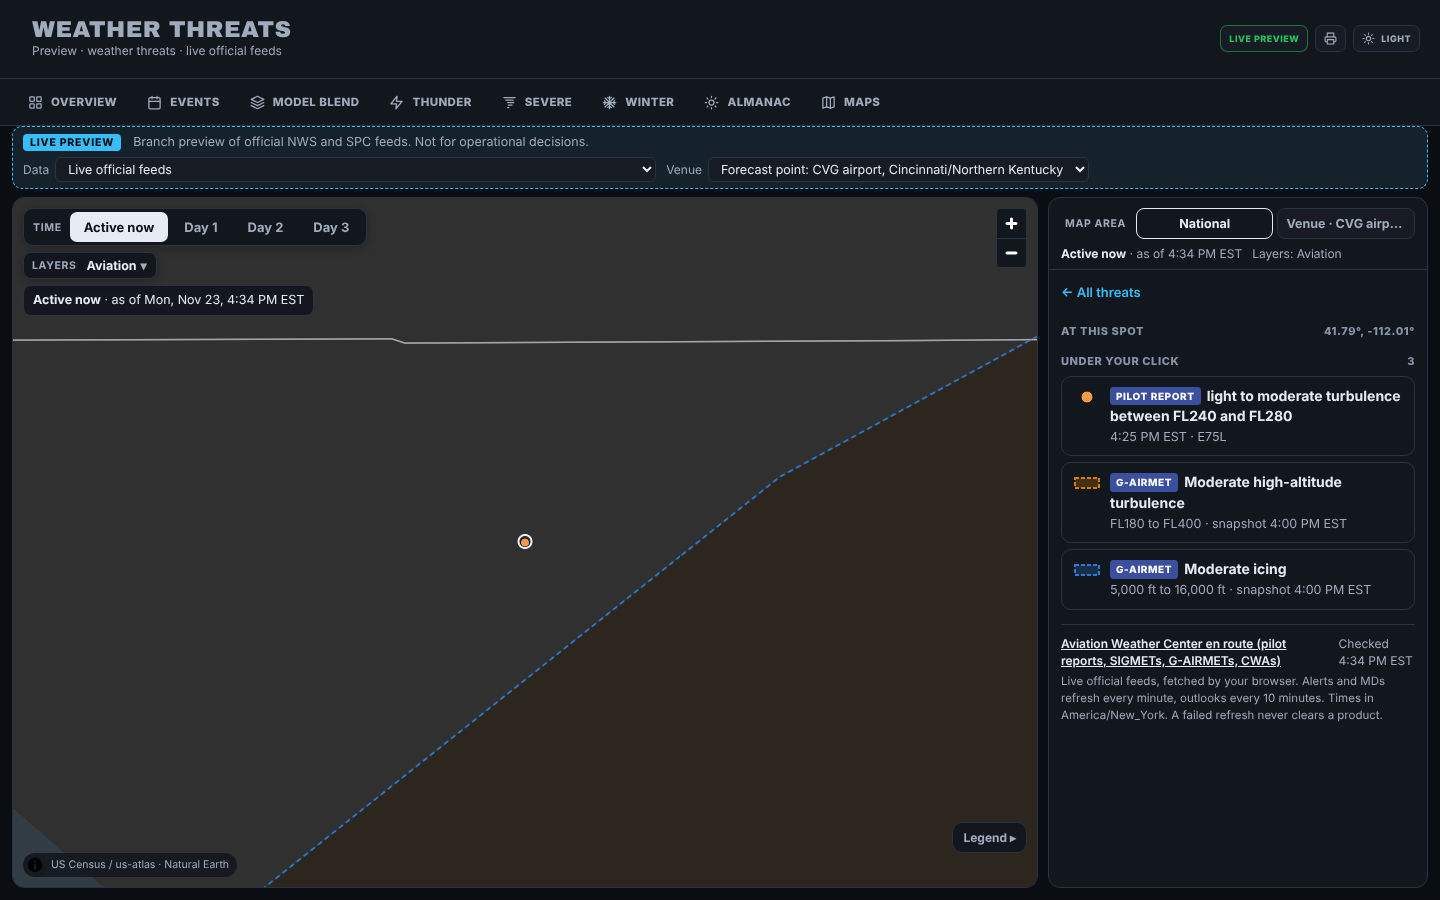 WEATHER THREATS
Preview · weather threats · live official feeds
LIVE PREVIEW
LIGHT
OVERVIEW
EVENTS
MODEL BLEND
THUNDER
SEVERE
WINTER
ALMANAC
MAPS
LIVE PREVIEW Branch preview of official NWS and SPC feeds. Not for operational decisions.
Data Live official feeds Venue Forecast point: CVG airport, Cincinnati/Northern Kentucky
TIME Active now Day 1 Day 2 Day 3
LAYERS Aviation ▾
Active now · as of Mon, Nov 23, 4:34 PM EST
Legend ▸
US Census / us-atlas · Natural Earth
MAP AREA National Venue · CVG airp…
Active now · as of 4:34 PM EST Layers: Aviation
← All threats
AT THIS SPOT 41.79°, -112.01°
UNDER YOUR CLICK 3
PILOT REPORT light to moderate turbulence
between FL240 and FL280
4:25 PM EST · E75L
G-AIRMET Moderate high-altitude
turbulence
FL180 to FL400 · snapshot 4:00 PM EST
G-AIRMET Moderate icing
5,000 ft to 16,000 ft · snapshot 4:00 PM EST
Aviation Weather Center en route (pilot
reports, SIGMETs, G-AIRMETs, CWAs)
Checked
4:34 PM EST
Live official feeds, fetched by your browser. Alerts and MDs
refresh every minute, outlooks every 10 minutes. Times in
America/New_York. A failed refresh never clears a product.